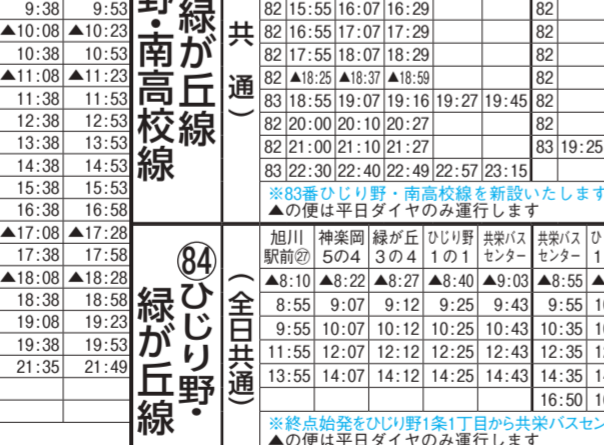 9:38 9:53
▲10:08 ▲10:23
10:38 10:53
▲11:08 ▲11:23
11:38 11:53
12:38 12:53
13:38 13:53
14:38 14:53
15:38 15:53
16:38 16:58
▲17:08 ▲17:28
17:38 17:58
▲18:08 ▲18:28
18:38 18:58
19:08 19:23
19:38 19:53
21:35 21:49
緑が丘線
野・南高校線
共通)
82 15:55 16:07 16:29 82
82 16:55 17:07 17:29 82
82 17:55 18:07 18:29 82
82 ▲18:25 ▲18:37 ▲18:59 82
83 18:55 19:07 19:16 19:27 19:45 82
82 20:00 20:10 20:27 82
82 21:00 21:10 21:27 83 19:25
83 22:30 22:40 22:49 22:57 23:15
※83番ひじり野・南高校線を新設いたします
▲の便は平日ダイヤのみ運行します
84ひじり野・
緑が丘線
(全日共通)
旭川 神楽岡 緑が丘 ひじり野 共栄バス 共栄バス ひ
駅前㉗ 5の4 3の4 1の1 センター センター 1
▲8:10 ▲8:22 ▲8:27 ▲8:40 ▲9:03 ▲8:55 ▲
8:55 9:07 9:12 9:25 9:43 9:55
9:55 10:07 10:12 10:25 10:43 10:35
11:55 12:07 12:12 12:25 12:43 12:35
13:55 14:07 14:12 14:25 14:43 14:35
16:50
※終点始発をひじり野1条1丁目から共栄バスセン
▲の便は平日ダイヤのみ運行します